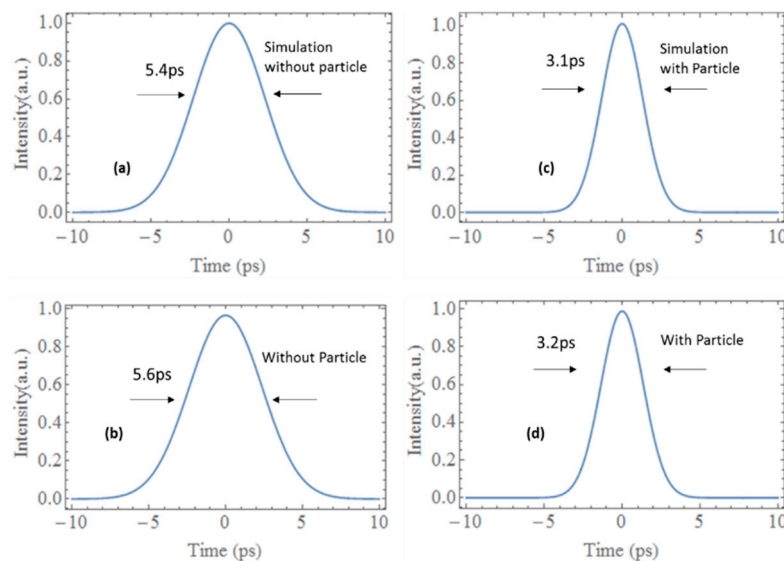 1.0
0.8
0.6
0.4
0.2
0.0
Intensity(a.u.)
5.4ps
Simulation
without particle
(a)
−10
−5
0
5
10
Time (ps)
1.0
0.8
0.6
0.4
0.2
0.0
Intensity(a.u.)
3.1ps
Simulation
with Particle
(c)
−10
−5
0
5
10
Time (ps)
1.0
0.8
0.6
0.4
0.2
0.0
Intensity(a.u.)
5.6ps
Without Particle
(b)
−10
−5
0
5
10
Time (ps)
1.0
0.8
0.6
0.4
0.2
0.0
Intensity(a.u.)
3.2ps
With Particle
(d)
−10
−5
0
5
10
Time (ps)